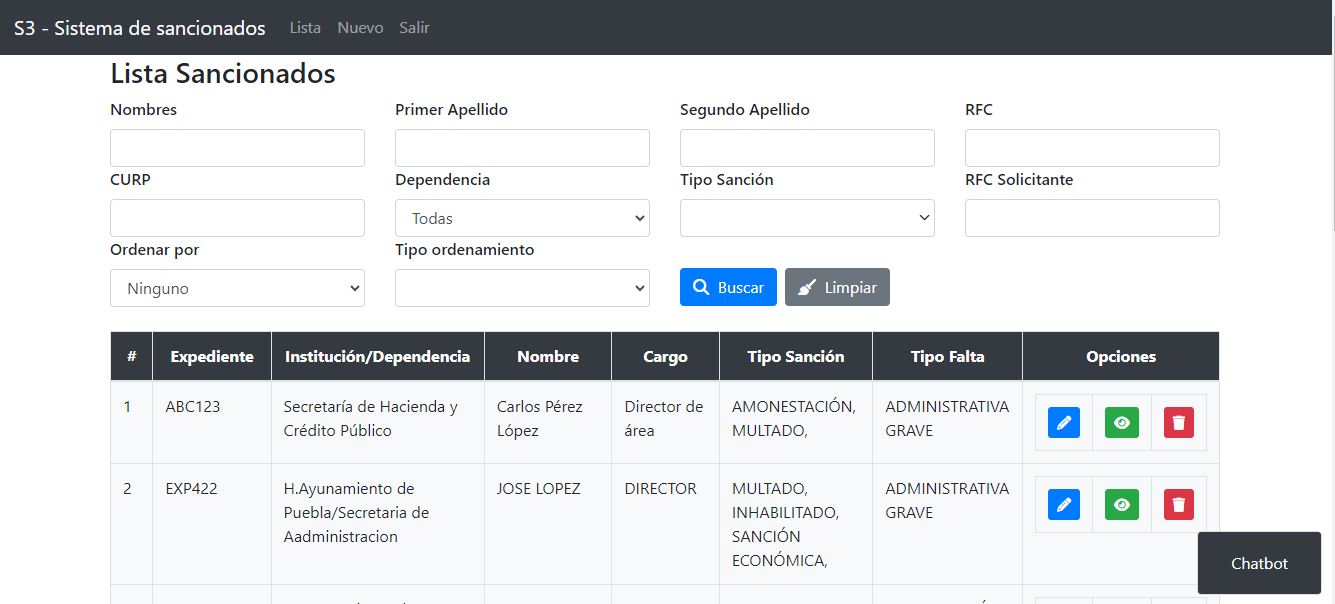 S3 - Sistema de sancionados Lista Nuevo Salir
Lista Sancionados
Nombres Primer Apellido Segundo Apellido RFC
CURP Dependencia Tipo Sanción RFC Solicitante
Todas
Ordenar por Tipo ordenamiento
Ninguno Buscar Limpiar
# Expediente Institución/Dependencia Nombre Cargo Tipo Sanción Tipo Falta Opciones
1 ABC123 Secretaría de Hacienda y Carlos Pérez Director de AMONESTACIÓN, ADMINISTRATIVA
Crédito Público López área MULTADO, GRAVE
2 EXP422 H.Ayunamiento de JOSE LOPEZ DIRECTOR MULTADO, ADMINISTRATIVA
Puebla/Secretaria de INHABILITADO, GRAVE
Aadministracion SANCIÓN
ECONÓMICA,
Chatbot